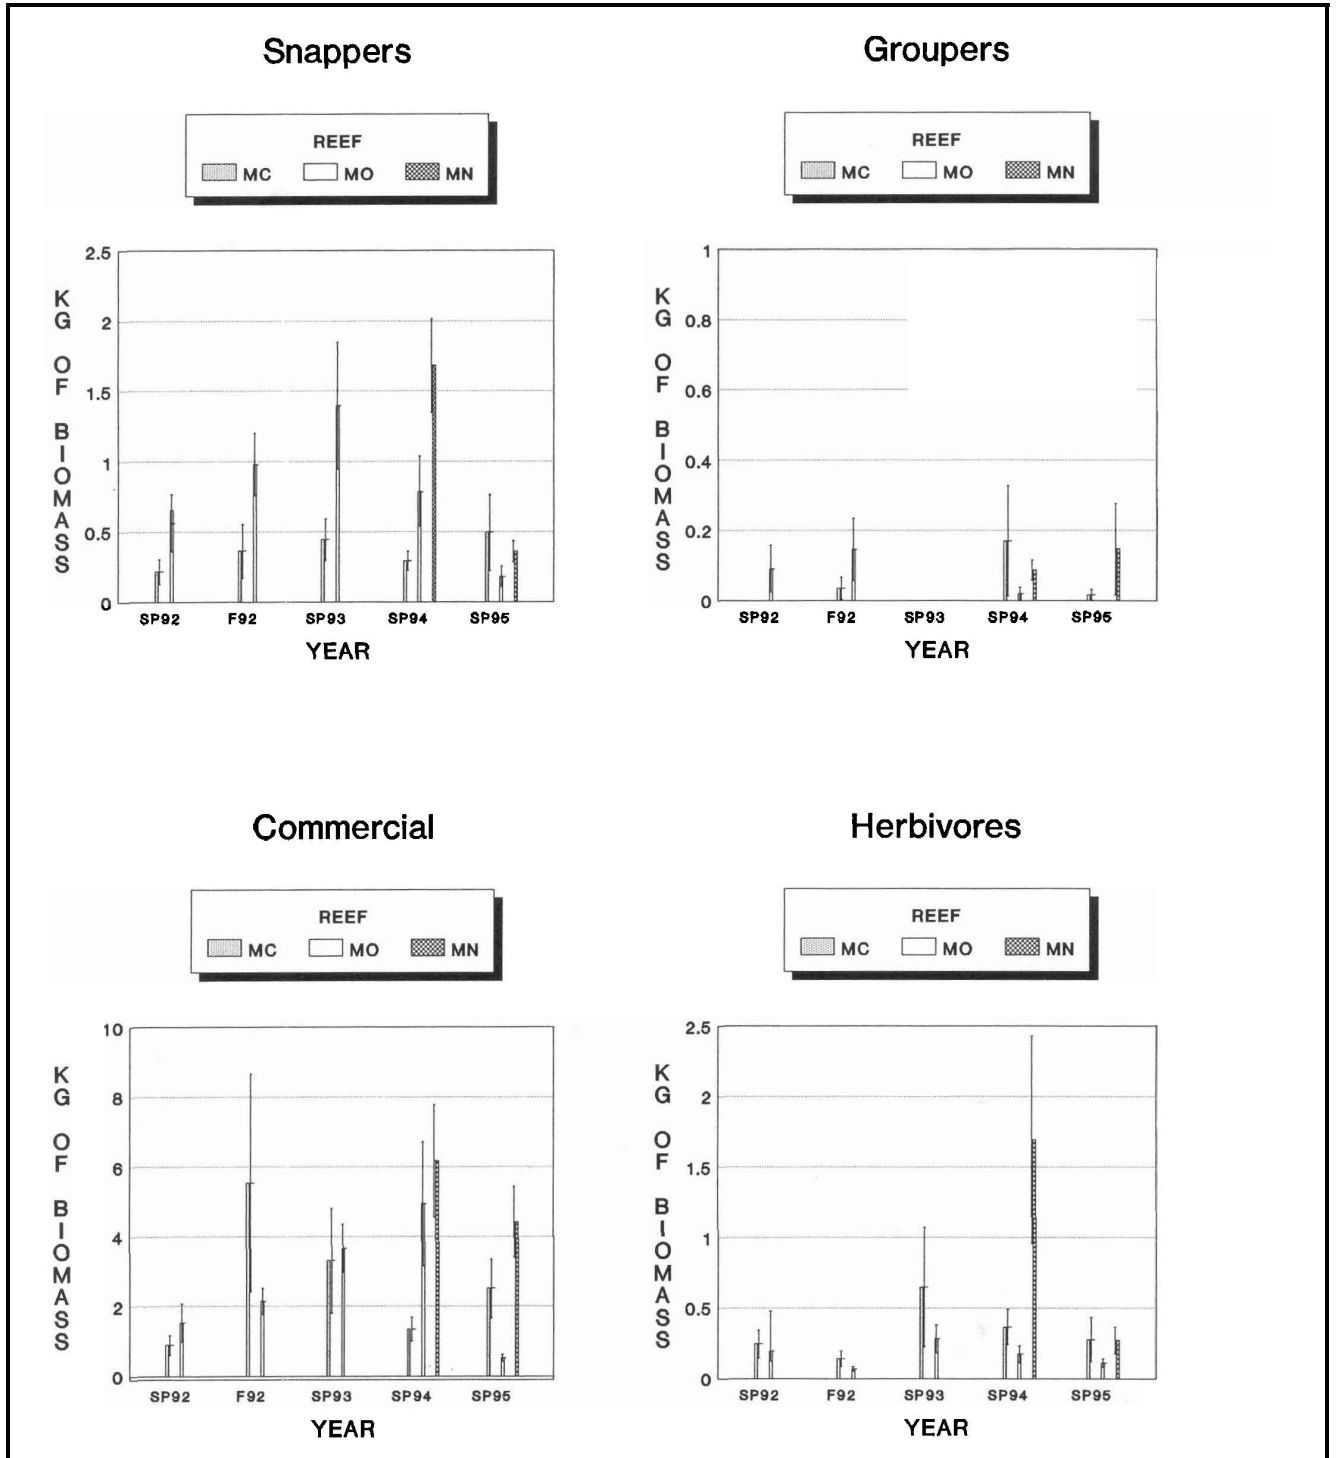 Snappers
REEF
MC MO MN
KG OF BIOMASS
2.5
2
1.5
1
0.5
0
SP92 F92 SP93 SP94 SP95
YEAR
Groupers
REEF
MC MO MN
KG OF BIOMASS
1
0.8
0.6
0.4
0.2
0
SP92 F92 SP93 SP94 SP95
YEAR
Commercial
REEF
MC MO MN
KG OF BIOMASS
10
8
6
4
2
0
SP92 F92 SP93 SP94 SP95
YEAR
Herbivores
REEF
MC MO MN
KG OF BIOMASS
2.5
2
1.5
1
0.5
0
SP92 F92 SP93 SP94 SP95
YEAR